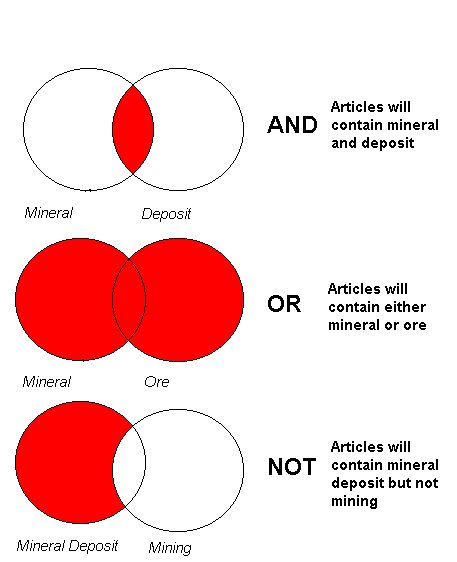 AND
Articles will
contain mineral
and deposit
Mineral
Deposit
OR
Articles will
contain either
mineral or ore
Mineral
Ore
NOT
Articles will
contain mineral
deposit but not
mining
Mineral Deposit
Mining